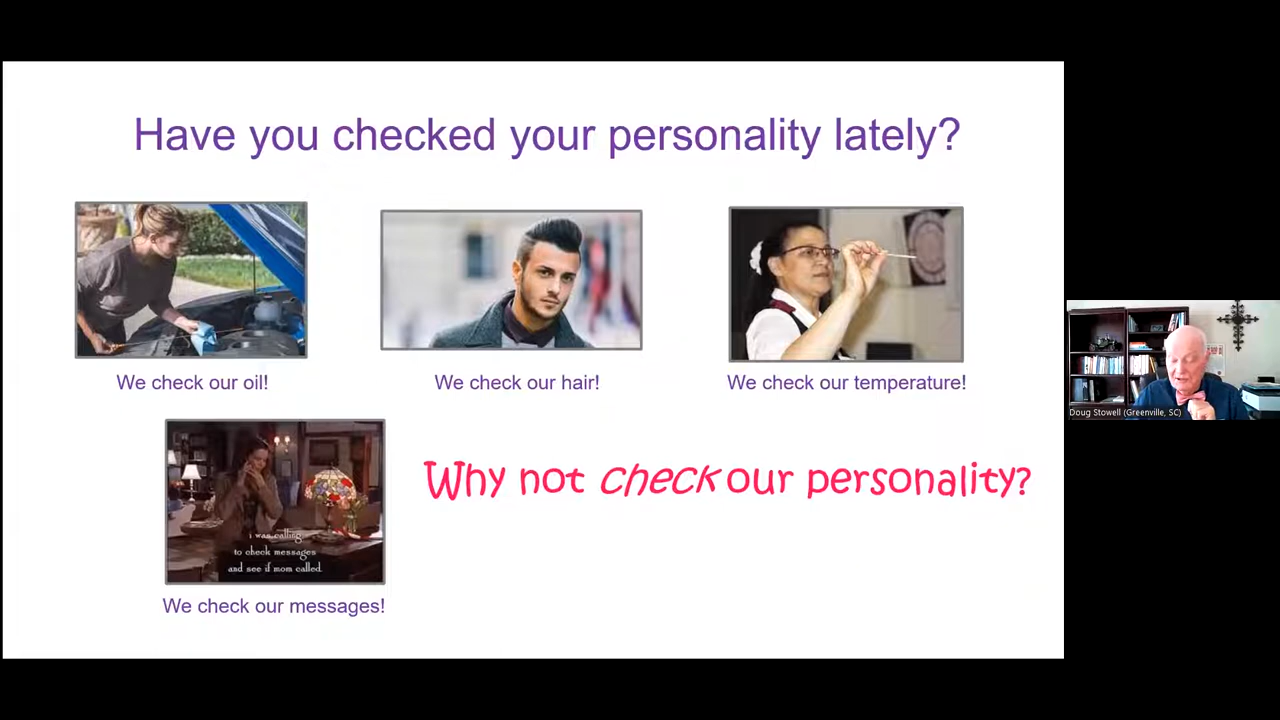 Have you checked your personality lately?
We check our oil!
We check our hair!
We check our temperature!
i was calling
to check messages
and see if mom called.
We check our messages!
Why not check our personality?
Doug Stowell (Greenville, SC)